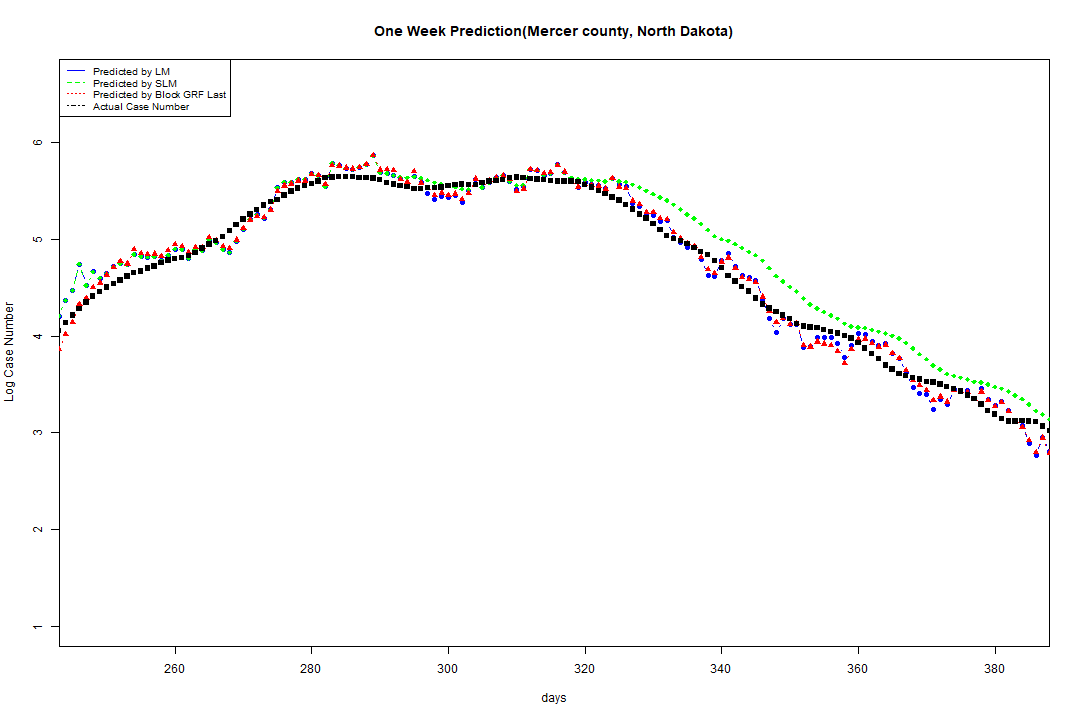 One Week Prediction(Mercer county, North Dakota)
Predicted by LM
Predicted by SLM
Predicted by Block GRF Last
Actual Case Number
6
5
4
3
2
1
Log Case Number
260 280 300 320 340 360 380
days